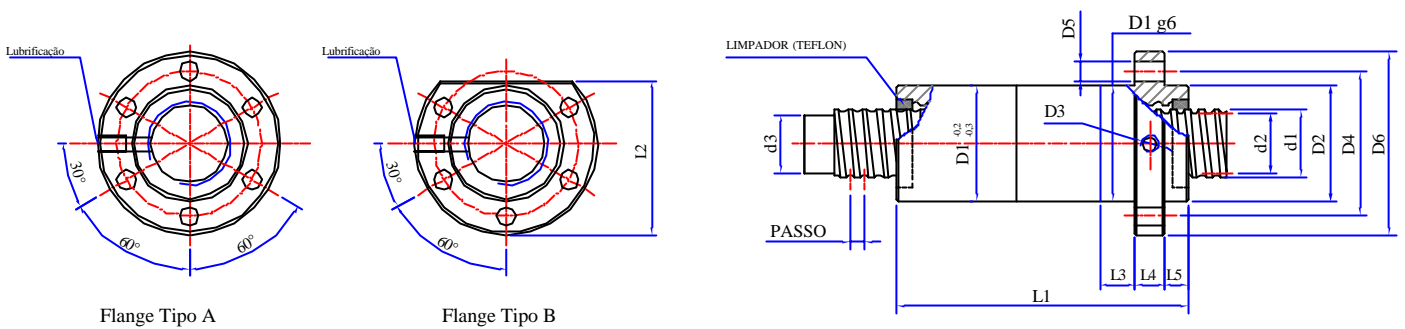 Lubrificação
30°
60°
60°
Flange Tipo A
Lubrificação
L2
30°
60°
Flange Tipo B
LIMPADOR (TEFLON)
D5
D1 g6
d3
D1 -0,2 -0,3
D3
d2
d1
D2
D4
D6
PASSO
L3
L4
L5
L1